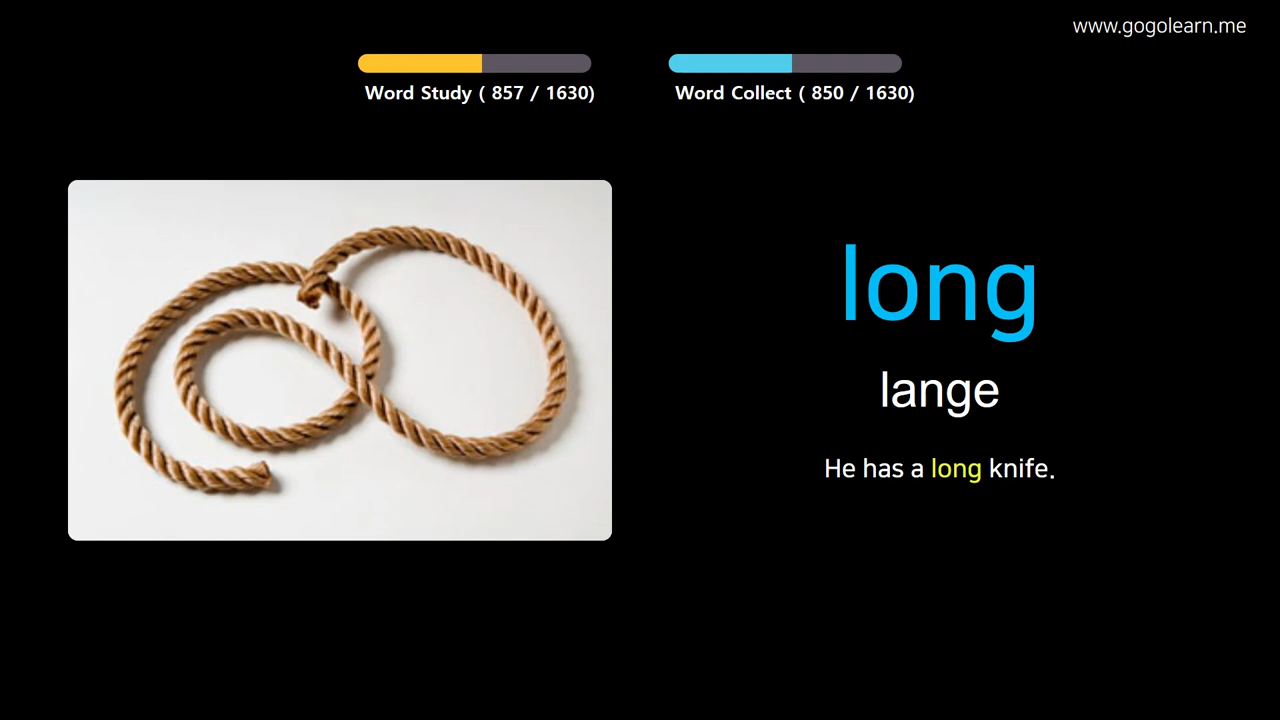 www.gogolearn.me
Word Study ( 857 / 1630)
Word Collect ( 850 / 1630)
long
lange
He has a long knife.